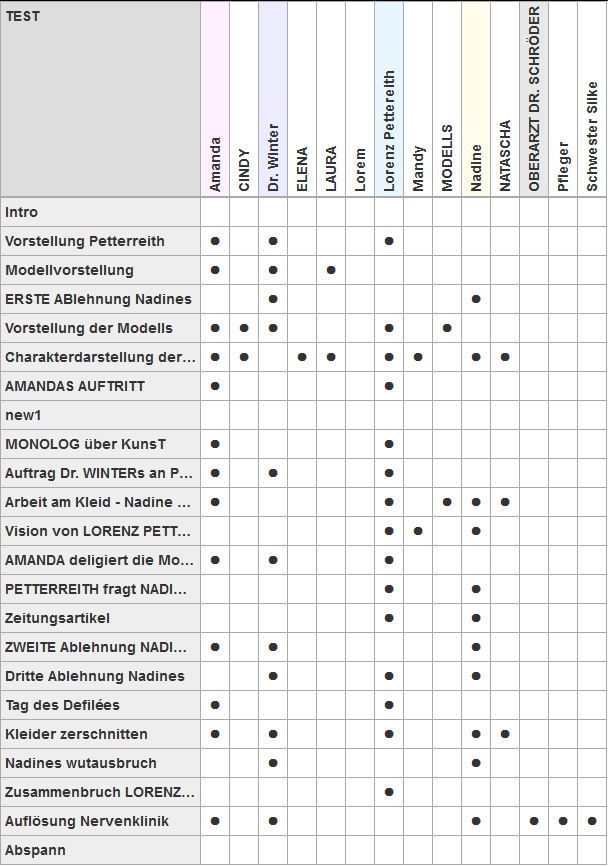 TEST
Amanda
CINDY
Dr. Winter
ELENA
LAURA
Lorem
Lorenz Pettereith
Mandy
MODELLS
Nadine
NATASCHA
OBERARZT DR. SCHRÖDER
Pfleger
Schwester Silke
Intro
Vorstellung Petterreith
Modellvorstellung
ERSTE ABlehnung Nadines
Vorstellung der Modells
Charakterdarstellung der...
AMANDAS AUFTRITT
new1
MONOLOG über KunsT
Auftrag Dr. WINTERs an P...
Arbeit am Kleid - Nadine ...
Vision von LORENZ PETT...
AMANDA deligiert die Mo...
PETTERREITH fragt NADI...
Zeitungsartikel
ZWEITE Ablehnung NADI...
Dritte Ablehnung Nadines
Tag des Defilées
Kleider zerschnitten
Nadines wutausbruch
Zusammenbruch LORENZ...
Auflösung Nervenklinik
Abspann